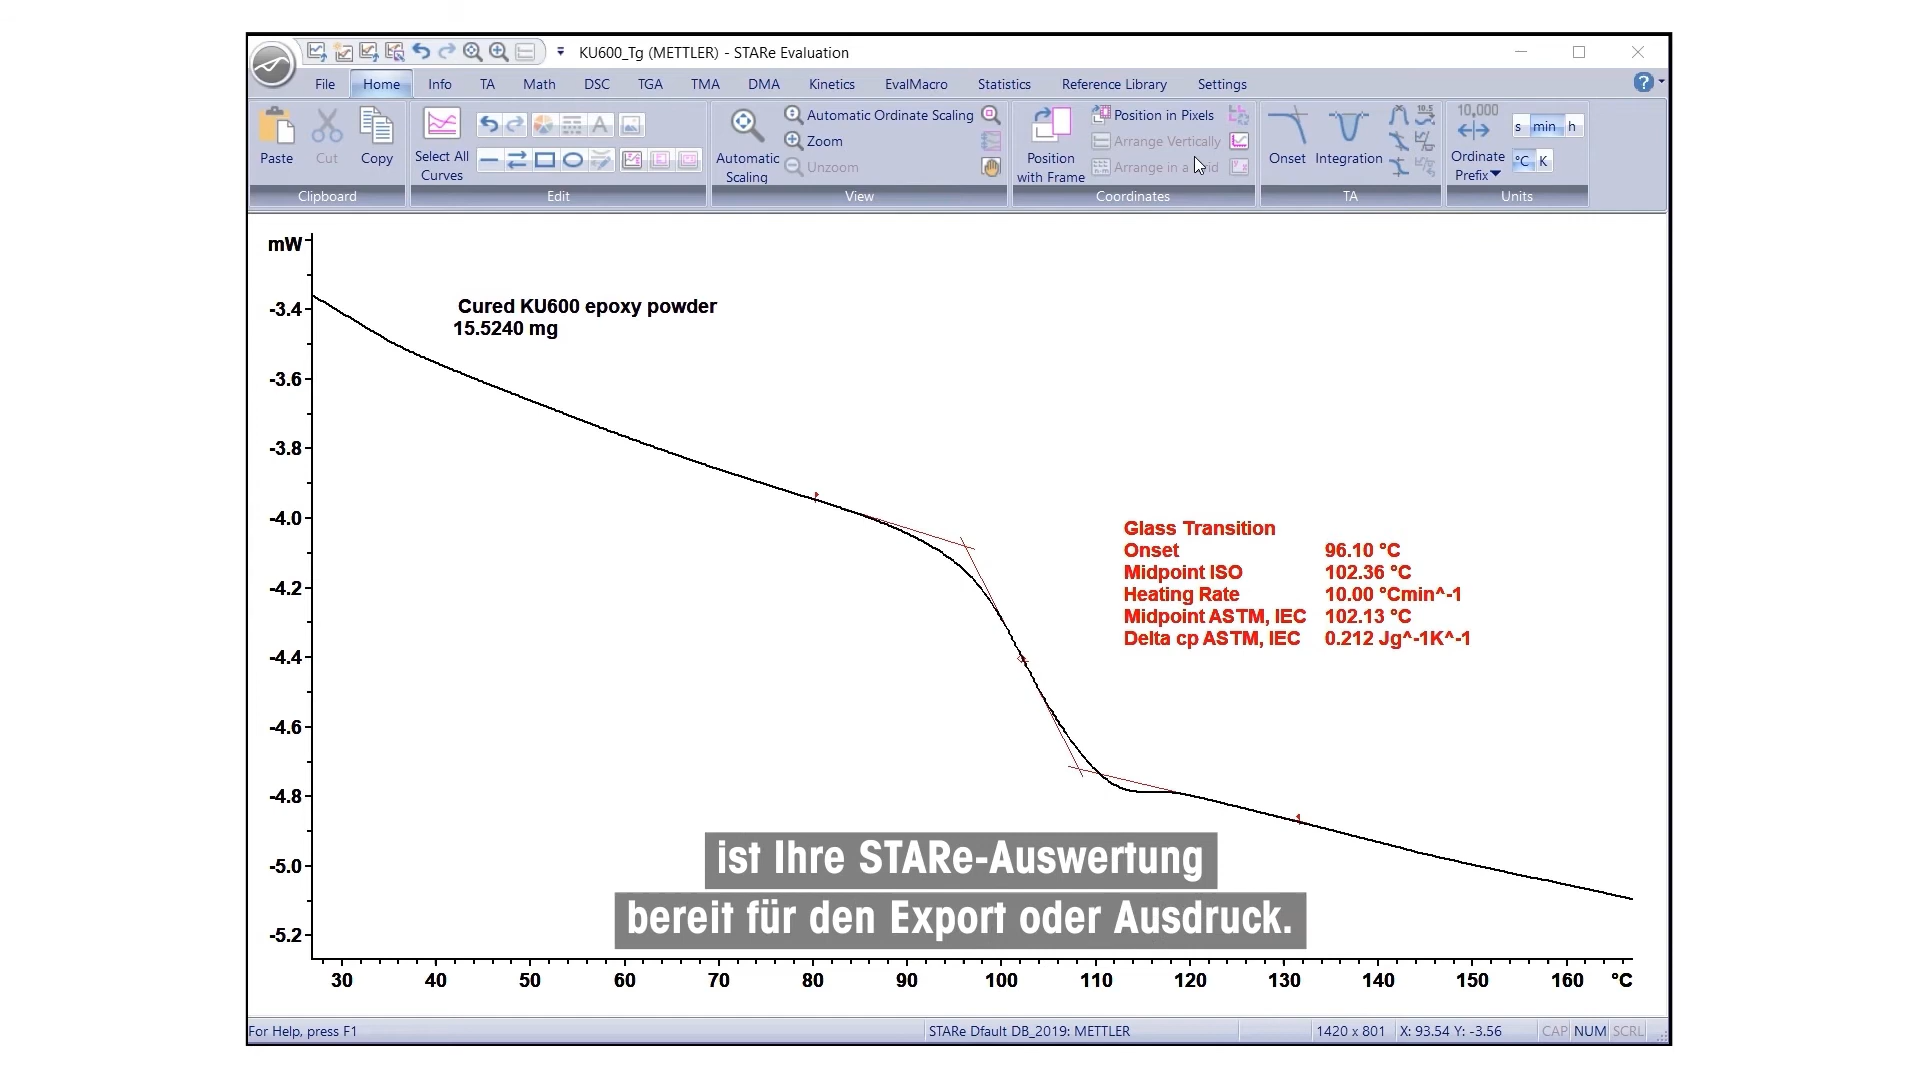 KU600_Tg (METTLER) - STARe Evaluation
File Home Info TA Math DSC TGA TMA DMA Kinetics EvalMacro Statistics Reference Library Settings
Paste Cut Copy
Clipboard
Select All
Curves
Edit
Automatic
Scaling
Automatic Ordinate Scaling
Zoom
Unzoom
View
Position
with Frame
Position in Pixels
Arrange Vertically
Arrange in a Grid
Coordinates
Onset Integration
TA
10,000
Ordinate
Prefix
s min h
°C K
Units
mW
-3.4
-3.6
-3.8
-4.0
-4.2
-4.4
-4.6
-4.8
-5.0
-5.2
Cured KU600 epoxy powder
15.5240 mg
Glass Transition
Onset 96.10 °C
Midpoint ISO 102.36 °C
Heating Rate 10.00 °Cmin^-1
Midpoint ASTM, IEC 102.13 °C
Delta cp ASTM, IEC 0.212 Jg^-1K^-1
ist Ihre STARe-Auswertung
bereit für den Export oder Ausdruck.
30 40 50 60 70 80 90 100 110 120 130 140 150 160 °C
For Help, press F1 STARe Dfault DB_2019: METTLER 1420 x 801 X: 93.54 Y: -3.56 CAP NUM SCRL